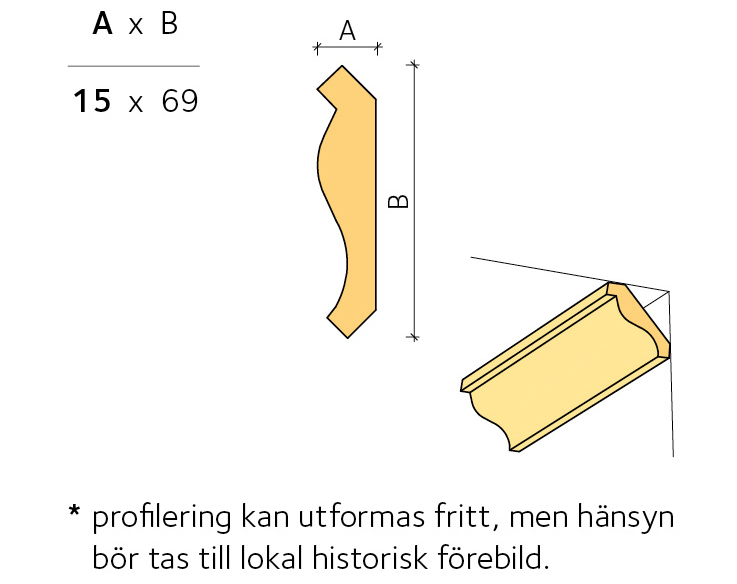 A x B
15 x 69
A
B
* profilering kan utformas fritt, men hänsyn
bör tas till lokal historisk förebild.